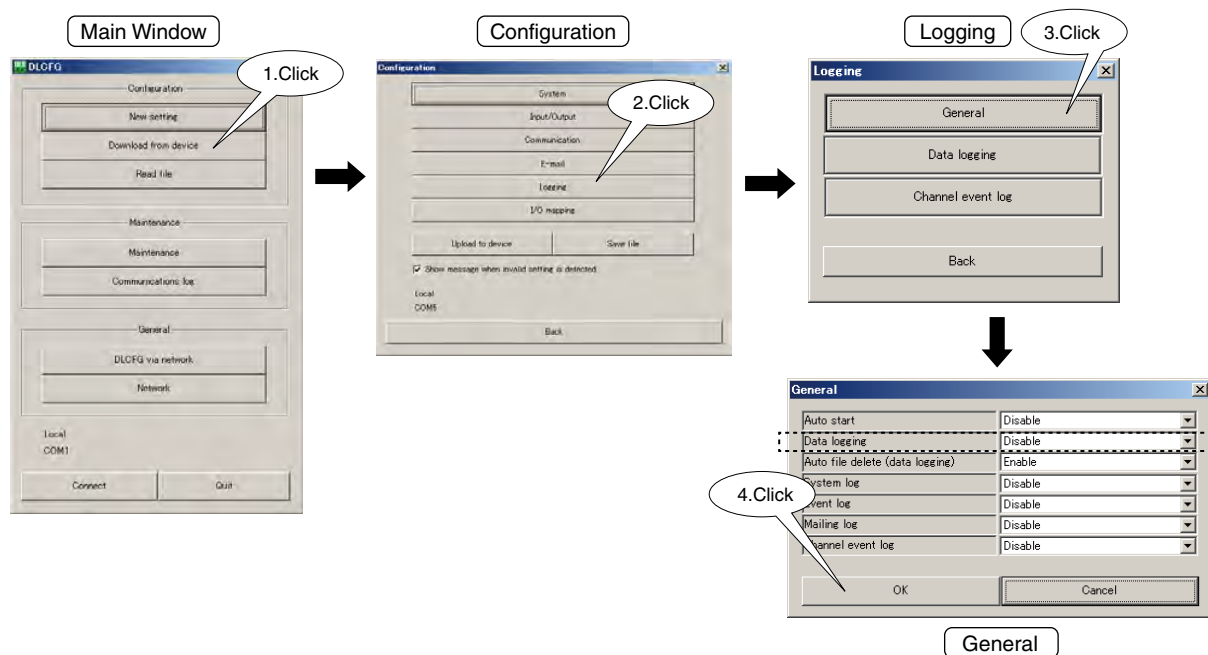 Main Window
DLCFG
1.Click
Configuration
New setting
Download from device
Read file
Maintenance
Maintenance
Communications log
General
DLCFG via network
Network
Local
COM1
Connect
Quit
Configuration
Configuration
System
2.Click
Input/Output
Communication
E-mail
Logging
I/O mapping
Upload to device
Save file
Show message when invalid setting is detected
Local
COM5
Back
Logging
3.Click
Logging
General
Data logging
Channel event log
Back
General
Auto start Disable
Data logging Disable
Auto file delete (data logging) Enable
System log Disable
Event log Disable
Mailing log Disable
Channel event log Disable
4.Click
OK
Cancel
General